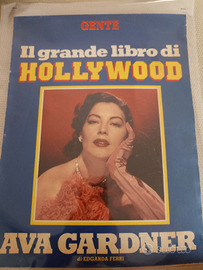 GENTE
Il grande libro di
HOLLYWOOD
AVA GARDNER
di EDGARDA FERRI